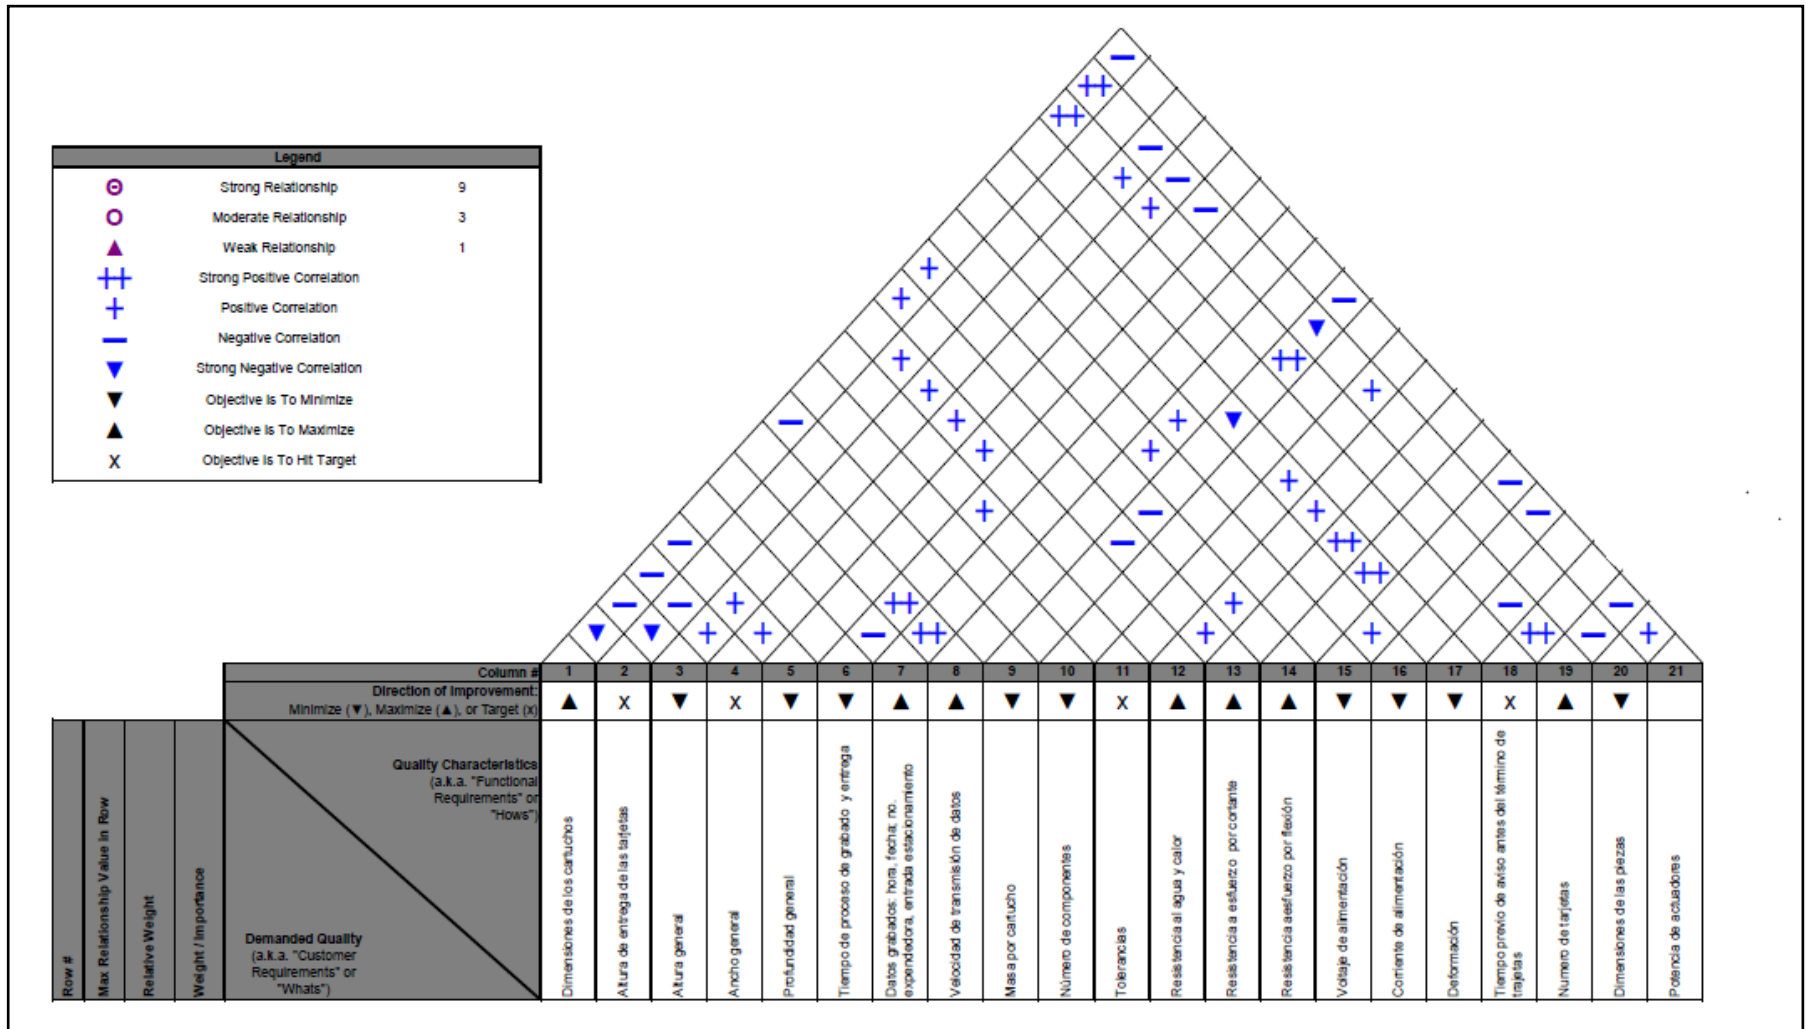 Legend
Θ Strong Relationship 9
O Moderate Relationship 3
▲ Weak Relationship 1
++ Strong Positive Correlation
+ Positive Correlation
— Negative Correlation
▼ Strong Negative Correlation
▼ Objective Is To Minimize
▲ Objective Is To Maximize
X Objective Is To Hit Target
Column # 1 2 3 4 5 6 7 8 9 10 11 12 13 14 15 16 17 18 19 20 21
Direction of Improvement:
Minimize (▼), Maximize (▲), or Target (x) ▲ X ▼ X ▼ ▼ ▲ ▲ ▼ ▼ X ▲ ▲ ▲ ▼ ▼ ▼ X ▲ ▼
Row #
Max Relationship Value in Row
Relative Weight
Weight / Importance
Quality Characteristics
(a.k.a. "Functional
Requirements" or
"Hows")
Demanded Quality
(a.k.a. "Customer
Requirements" or
"Whats")
Dimensiones de los cartuchos
Altura de entrega de las tarjetas
Altura general
Ancho general
Profundidad general
Tiempo de proceso de grabado y entrega
Datos grabados: hora, fecha; no.
expendedora, entrada estacionamiento
Velocidad de transmisión de datos
Masa por cartucho
Número de componentes
Tolerancias
Resistencia al agua y calor
Resistencia a esfuerzo por cortante
Resistencia a esfuerzo por flexión
Voltaje de alimentación
Corriente de alimentación
Deformación
Tiempo previo de aviso antes del término de
trajetas
Numero de tarjetas
Dimensiones de las piezas
Potencia de actuadores